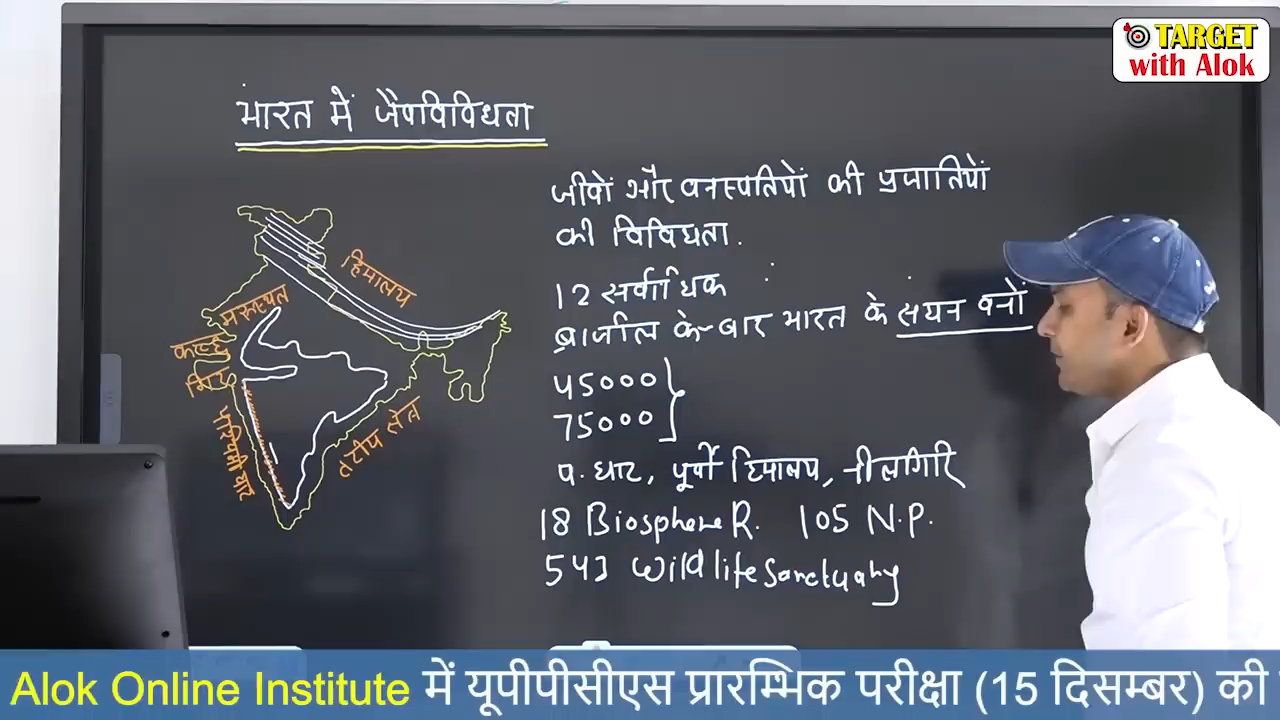 TARGET
with Alok
भारत में जैवविविधता
जीवों और वनस्पतियों की प्रजातियों
की विविधता.
12 सर्वाधिक
ब्राजील के बाद भारत के सघन वनों
45000
75000
प. घाट, पूर्वी हिमालय, नीलगिरि
18 Biosphere R. 105 N.P.
543 Wildlife Sanctuary
हिमालय
मरुस्थल
कच्छ
गिर
पश्चिमी घाट
तटीय क्षेत्र
Alok Online Institute में यूपीपीसीएस प्रारम्भिक परीक्षा (15 दिसम्बर) की